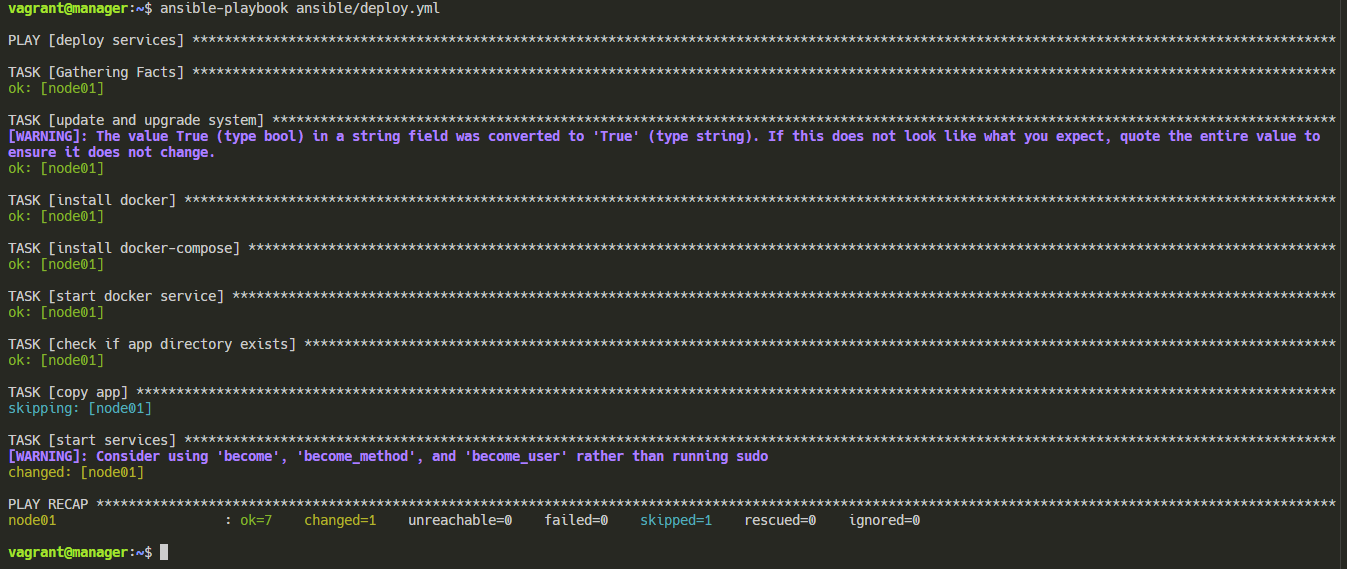 vagrant@manager:~$ ansible-playbook ansible/deploy.yml
PLAY [deploy services] ***********************************************************************************************************************************************
TASK [Gathering Facts] ***********************************************************************************************************************************************
ok: [node01]
TASK [update and upgrade system] *************************************************************************************************************************************
[WARNING]: The value True (type bool) in a string field was converted to 'True' (type string). If this does not look like what you expect, quote the entire value to
ensure it does not change.
ok: [node01]
TASK [install docker] ************************************************************************************************************************************************
ok: [node01]
TASK [install docker-compose] ****************************************************************************************************************************************
ok: [node01]
TASK [start docker service] ******************************************************************************************************************************************
ok: [node01]
TASK [check if app directory exists] *********************************************************************************************************************************
ok: [node01]
TASK [copy app] ******************************************************************************************************************************************************
skipping: [node01]
TASK [start services] ************************************************************************************************************************************************
[WARNING]: Consider using 'become', 'become_method', and 'become_user' rather than running sudo
changed: [node01]
PLAY RECAP ***********************************************************************************************************************************************************
node01                     : ok=7    changed=1    unreachable=0    failed=0    skipped=1    rescued=0    ignored=0
vagrant@manager:~$